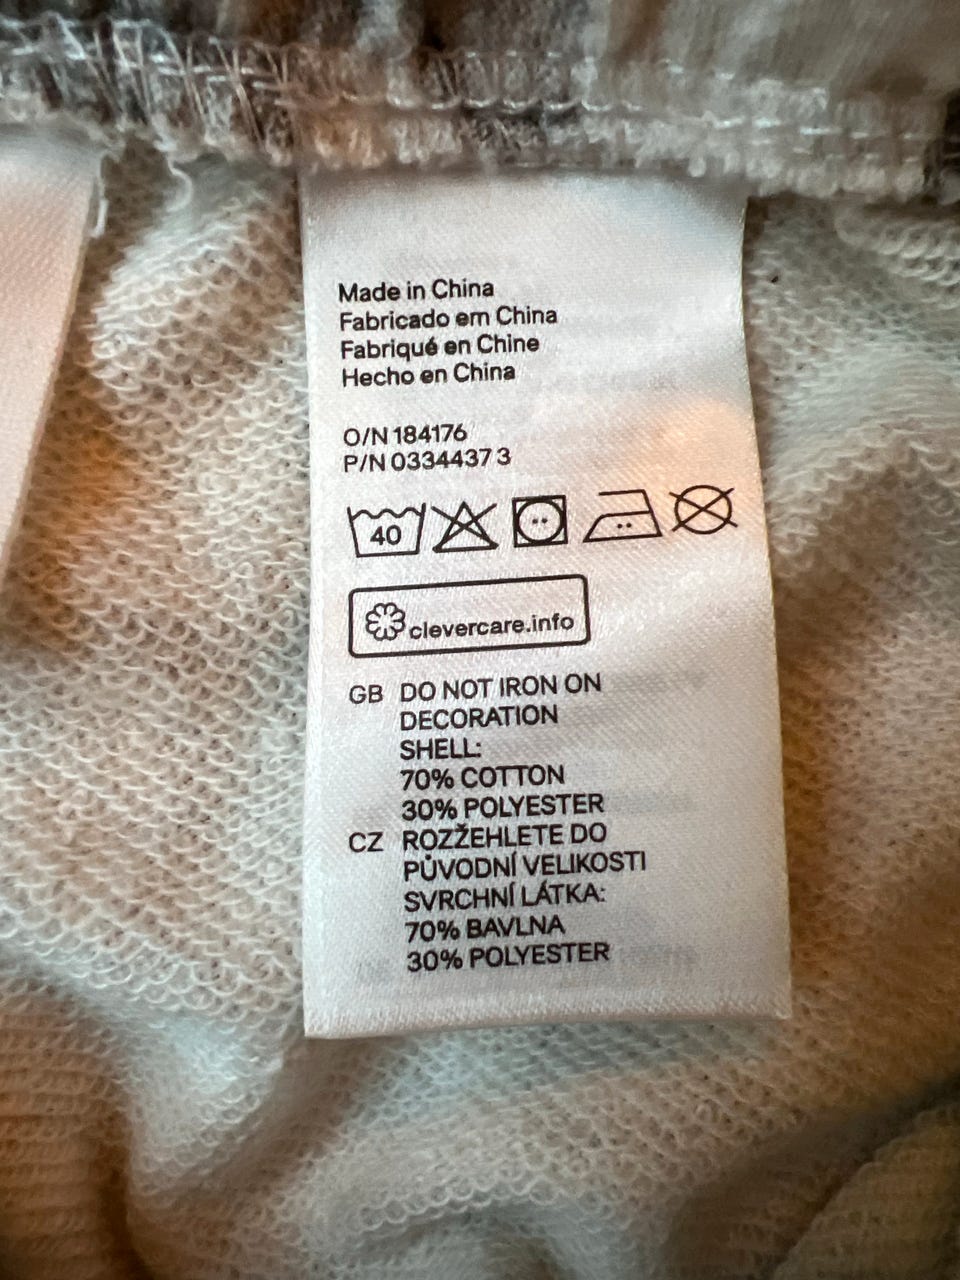 Made in China
Fabricado em China
Fabriqué en Chine
Hecho en China
O/N 184176
P/N 0334437 3
40
clevercare.info
GB DO NOT IRON ON
DECORATION
SHELL:
70% COTTON
30% POLYESTER
CZ ROZŽEHLETE DO
PŮVODNÍ VELIKOSTI
SVRCHNÍ LÁTKA:
70% BAVLNA
30% POLYESTER